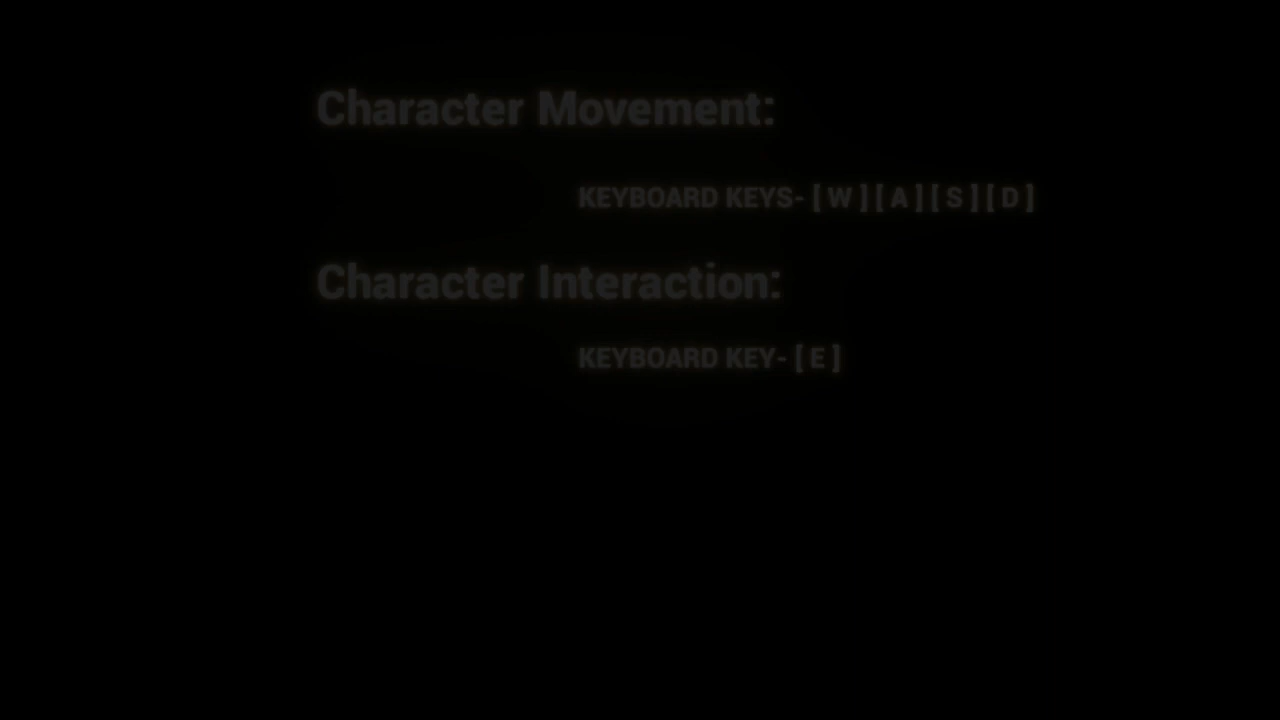 Character Movement:
KEYBOARD KEYS- [ W ] [ A ] [ S ] [ D ]
Character Interaction:
KEYBOARD KEY- [ E ]